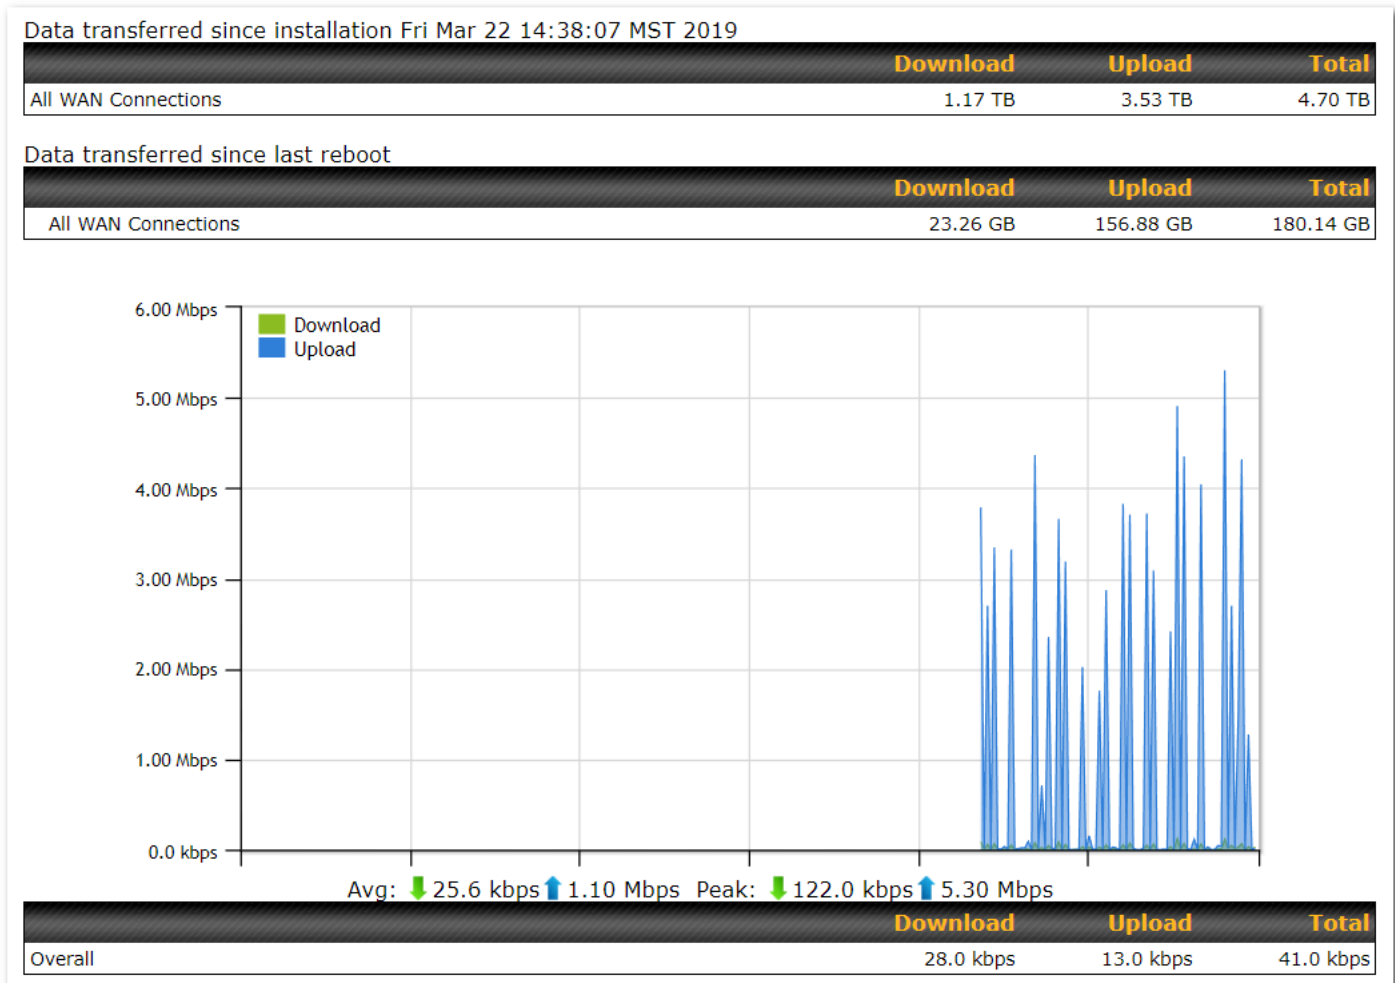 Data transferred since installation Fri Mar 22 14:38:07 MST 2019
Download Upload Total
All WAN Connections 1.17 TB 3.53 TB 4.70 TB
Data transferred since last reboot
Download Upload Total
All WAN Connections 23.26 GB 156.88 GB 180.14 GB
6.00 Mbps
Download
Upload
5.00 Mbps
4.00 Mbps
3.00 Mbps
2.00 Mbps
1.00 Mbps
0.0 kbps
Avg: 25.6 kbps 1.10 Mbps Peak: 122.0 kbps 5.30 Mbps
Download Upload Total
Overall 28.0 kbps 13.0 kbps 41.0 kbps